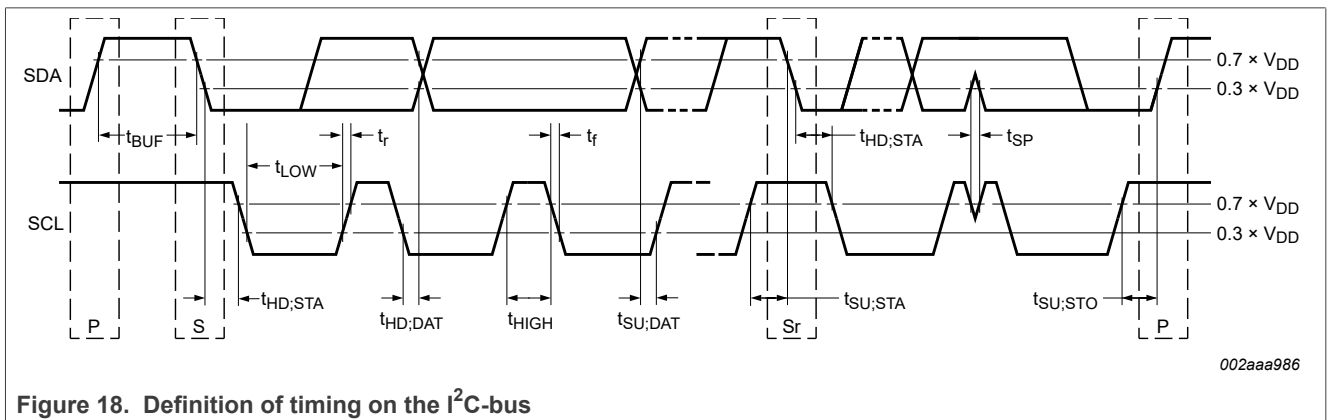 SDA
0.7 × VDD
0.3 × VDD
tBUF
tr
tf
tHD;STA
tSP
tLOW
SCL
0.7 × VDD
0.3 × VDD
tHD;STA
tHD;DAT
tHIGH
tSU;DAT
tSU;STA
tSU;STO
P
S
Sr
P
002aaa986
Figure 18. Definition of timing on the I²C-bus